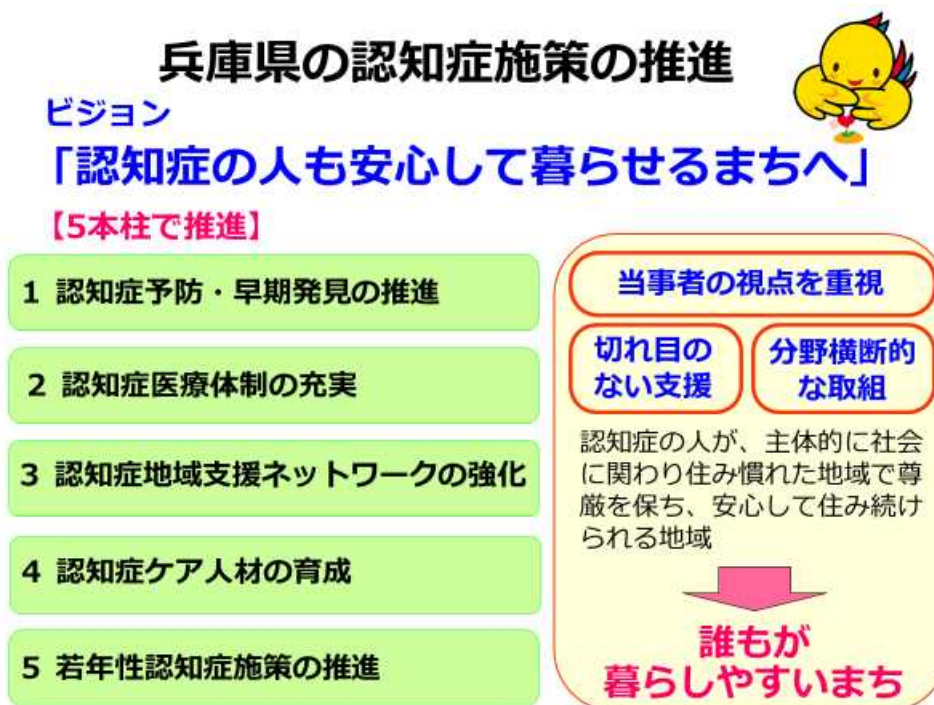 兵庫県の認知症施策の推進
ビジョン
「認知症の人も安心して暮らせるまちへ」
【5本柱で推進】
1 認知症予防・早期発見の推進
2 認知症医療体制の充実
3 認知症地域支援ネットワークの強化
4 認知症ケア人材の育成
5 若年性認知症施策の推進
当事者の視点を重視
切れ目の
ない支援
分野横断的
な取組
認知症の人が、主体的に社会
に関わり住み慣れた地域で尊
厳を保ち、安心して住み続け
られる地域
誰もが
暮らしやすいまち